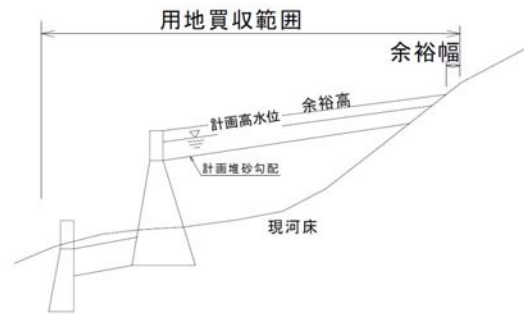 用地買収範囲
余裕幅
余裕高
計画高水位
計画堆砂勾配
現河床